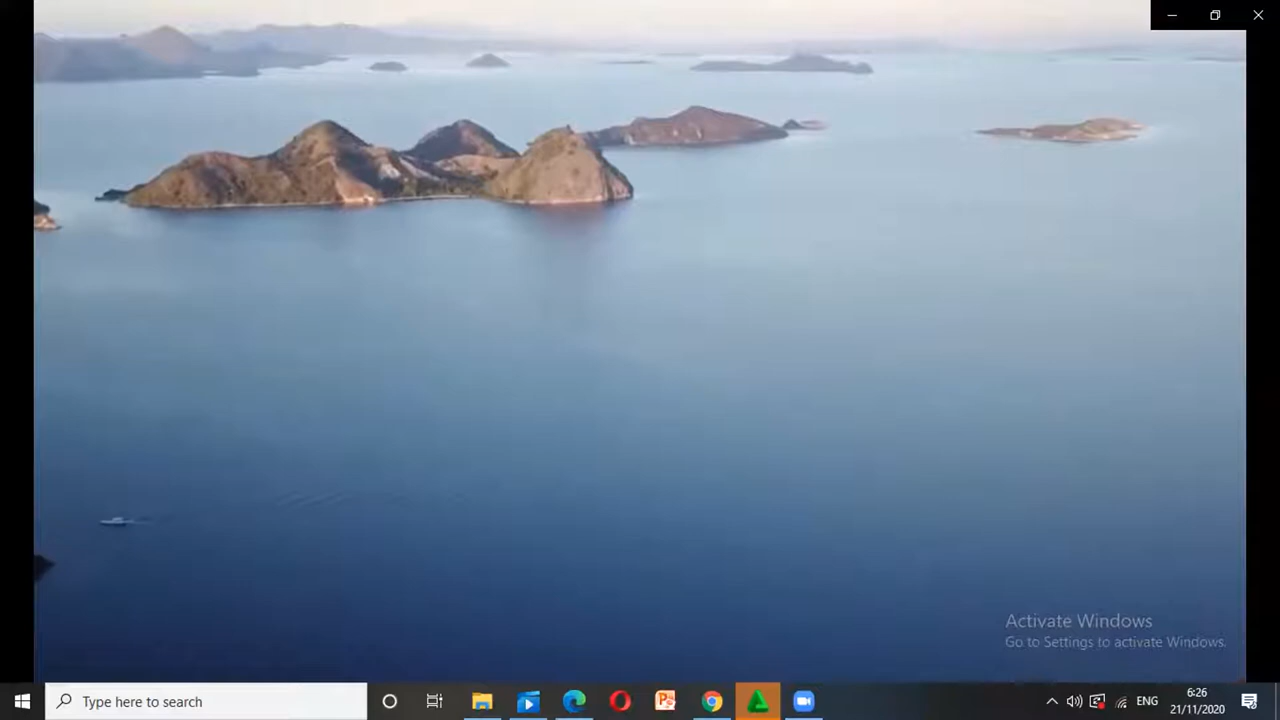 Activate Windows
Go to Settings to activate Windows.
Type here to search
ENG
6:26
21/11/2020